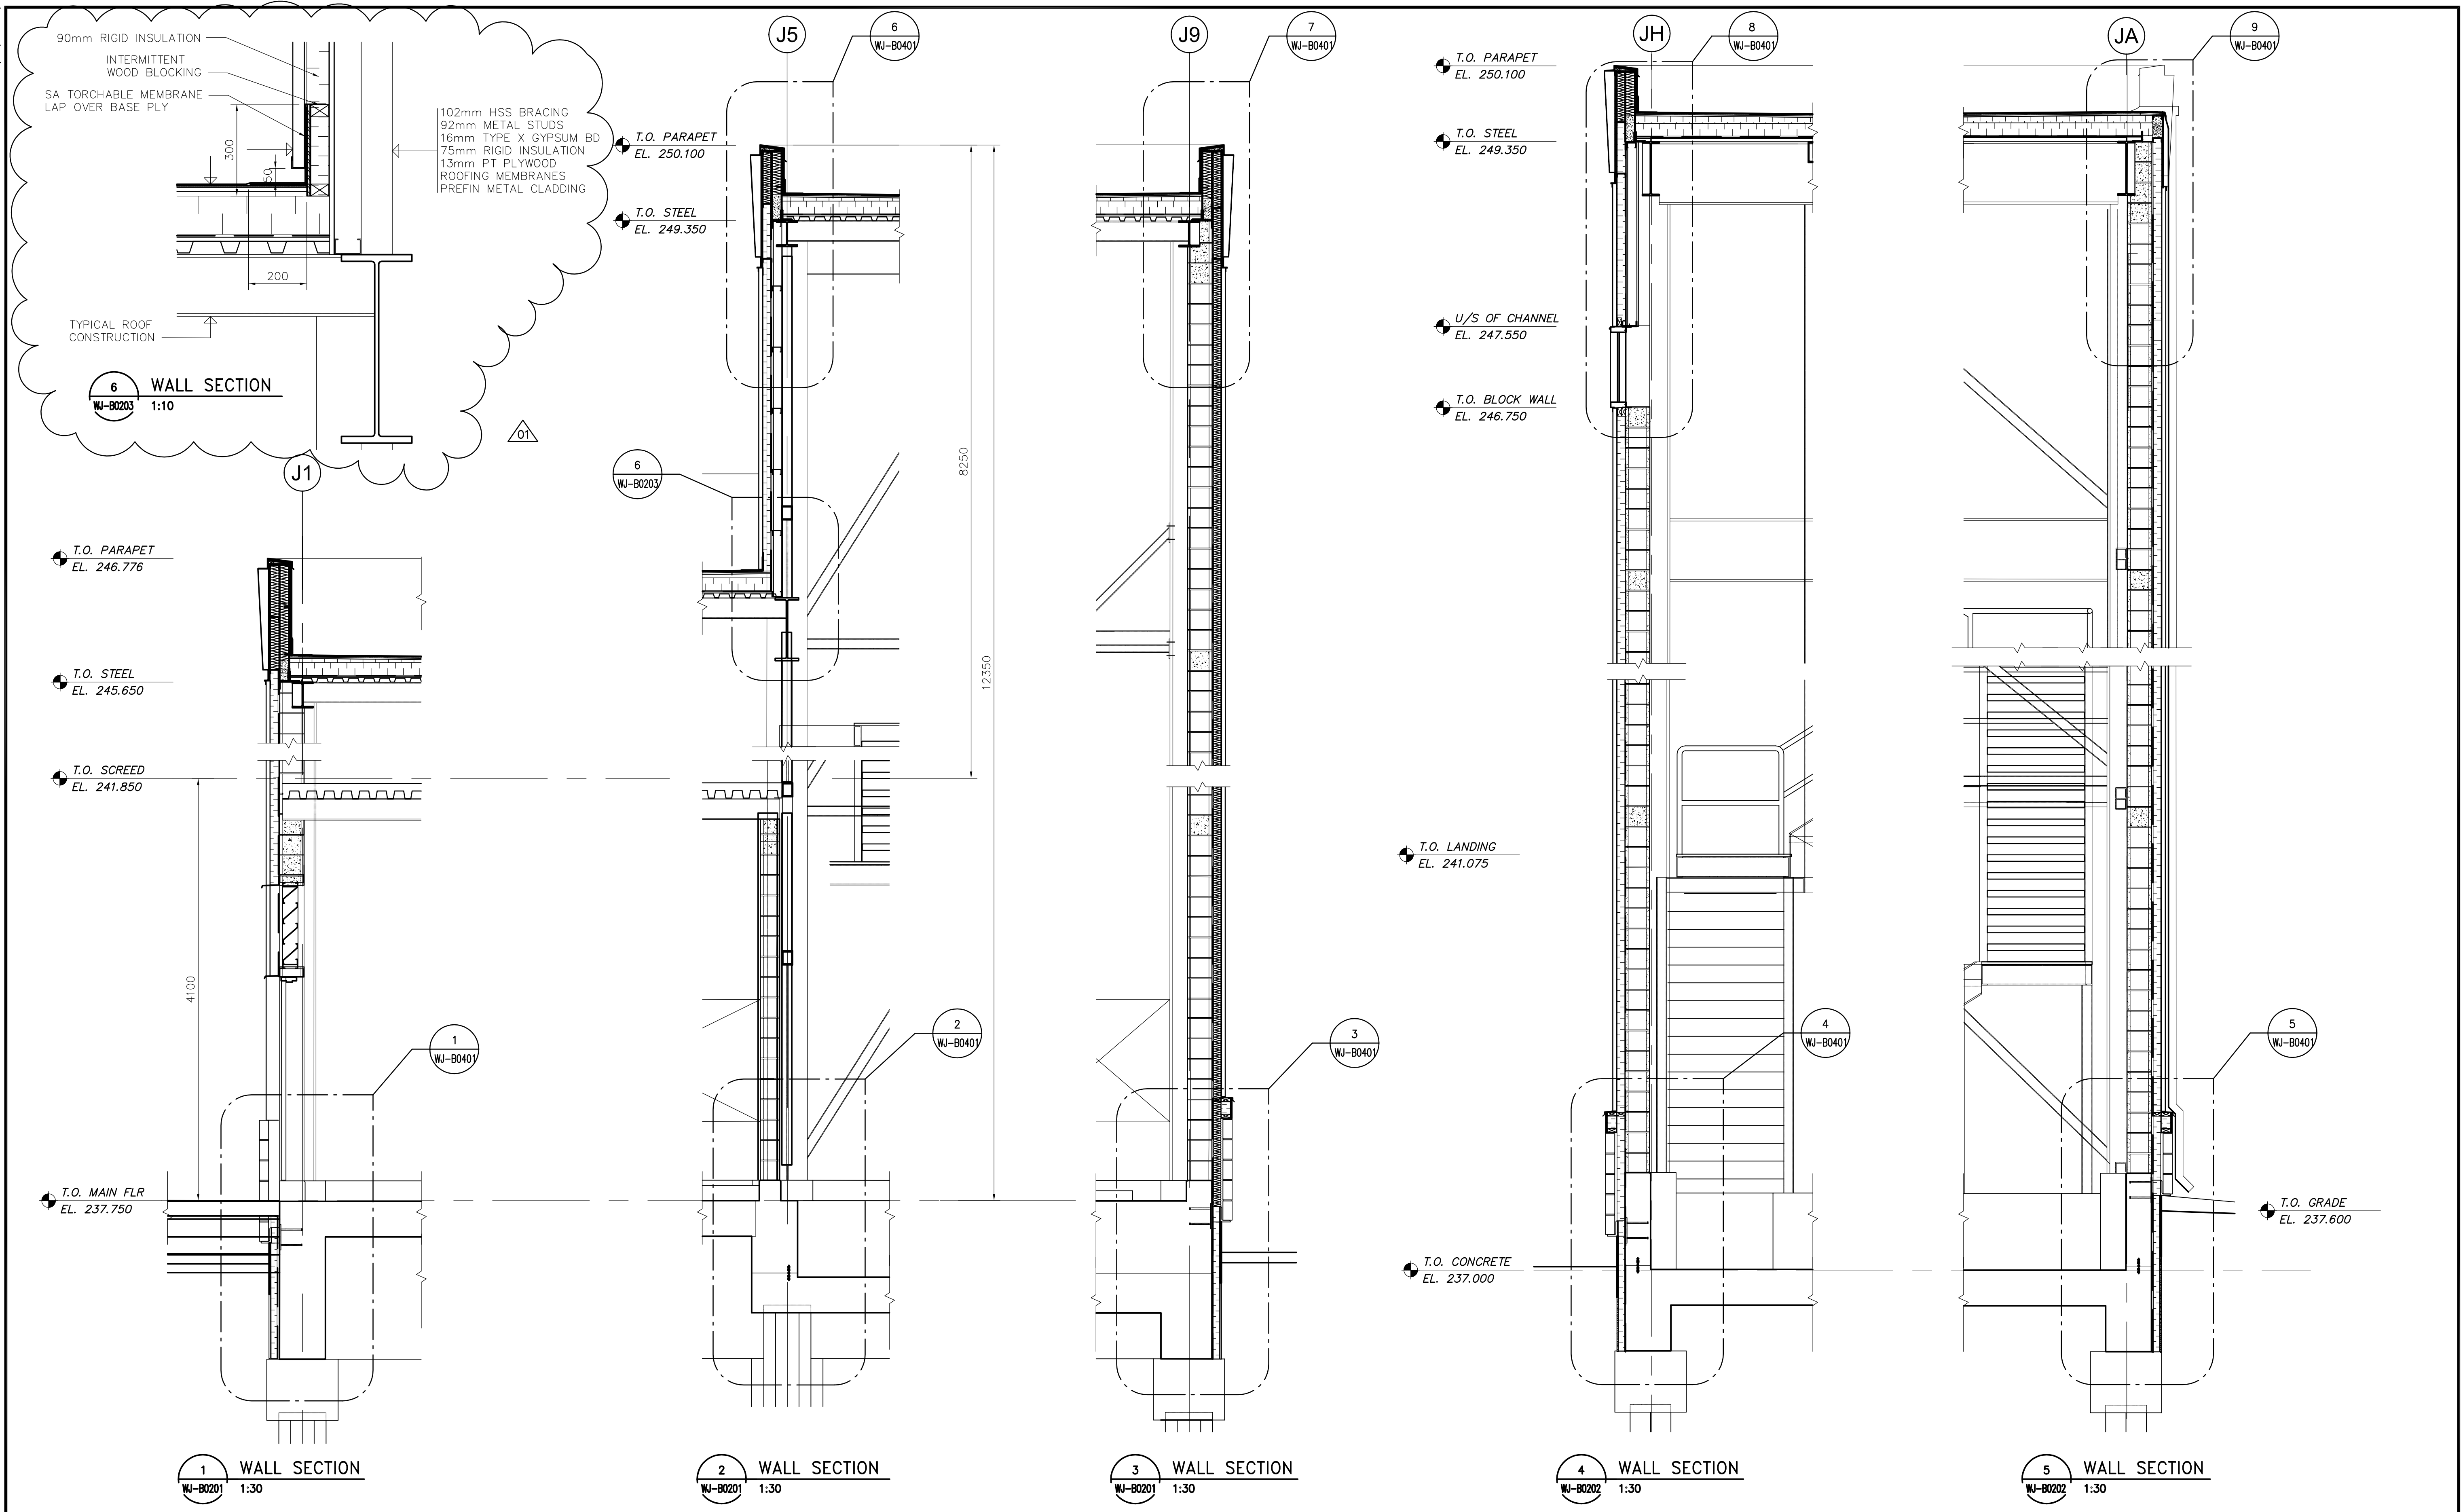 90mm RIGID INSULATION
INTERMITTENT
WOOD BLOCKING
SA TORCHABLE MEMBRANE
LAP OVER BASE PLY
300
50
200
102mm HSS BRACING
92mm METAL STUDS
16mm TYPE X GYPSUM BD
75mm RIGID INSULATION
13mm PT PLYWOOD
ROOFING MEMBRANES
PREFIN METAL CLADDING
TYPICAL ROOF
CONSTRUCTION
6
WJ-B0203
WALL SECTION
1:10
01
J1
T.O. PARAPET
EL. 246.776
T.O. STEEL
EL. 245.650
T.O. SCREED
EL. 241.850
4100
1
WJ-B0401
T.O. MAIN FLR
EL. 237.750
1
WJ-B0201
WALL SECTION
1:30
J5
6
WJ-B0401
T.O. PARAPET
EL. 250.100
T.O. STEEL
EL. 249.350
6
WJ-B0203
8250
12350
2
WJ-B0401
2
WJ-B0201
WALL SECTION
1:30
J9
7
WJ-B0401
3
WJ-B0401
3
WJ-B0201
WALL SECTION
1:30
JH
8
WJ-B0401
T.O. PARAPET
EL. 250.100
T.O. STEEL
EL. 249.350
U/S OF CHANNEL
EL. 247.550
T.O. BLOCK WALL
EL. 246.750
T.O. LANDING
EL. 241.075
4
WJ-B0401
T.O. CONCRETE
EL. 237.000
4
WJ-B0202
WALL SECTION
1:30
JA
9
WJ-B0401
5
WJ-B0401
T.O. GRADE
EL. 237.600
5
WJ-B0202
WALL SECTION
1:30